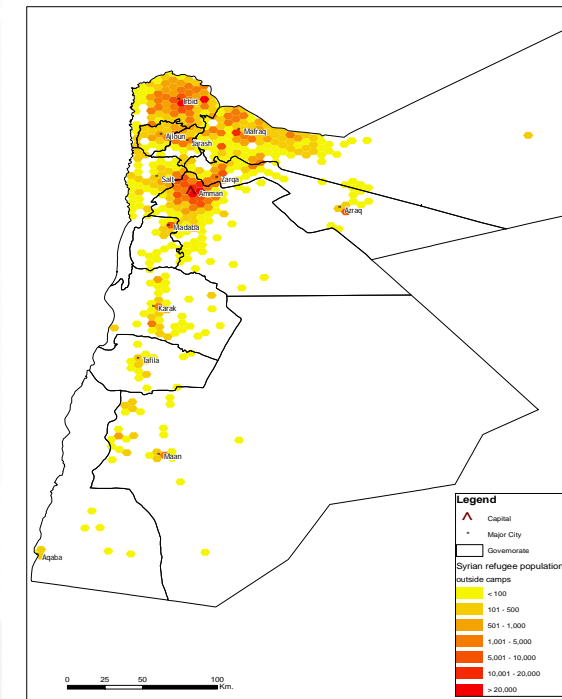 Irbid
Mafraq
Ajloun
Jarash
Salt
Zarqa
Amman
Azraq
Madaba
Karak
Tafila
Maan
Aqaba
Legend
Capital
Major City
Governorate
Syrian refugee population
outside camps
< 100
101 - 500
501 - 1,000
1,001 - 5,000
5,001 - 10,000
10,001 - 20,000
> 20,000
0 25 50 100
Km.